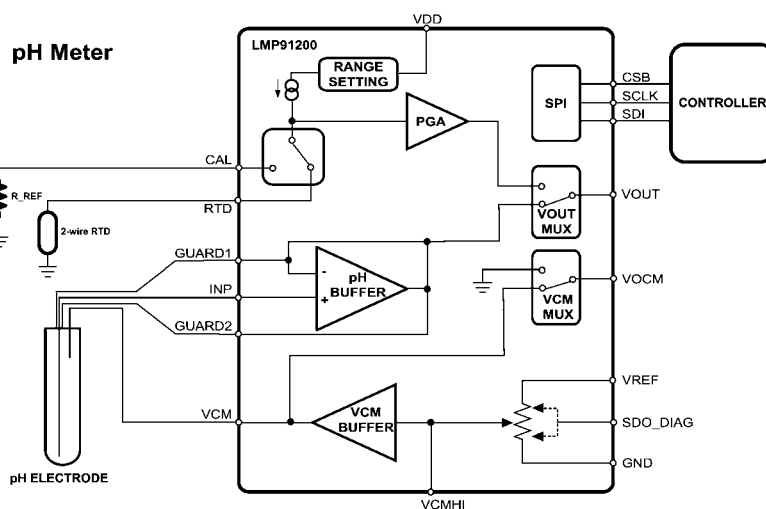 VDD
pH Meter
LMP91200
RANGE
SETTING
CSB
SPI
SCLK
CONTROLLER
SDI
PGA
CAL
R_REF
RTD
2-wire RTD
VOUT
VOUT
MUX
GUARD1
-
pH
BUFFER
INP
+
GUARD2
VOCM
VCM
MUX
VCM
VCM
BUFFER
VREF
SDO_DIAG
GND
pH ELECTRODE
VCMHI